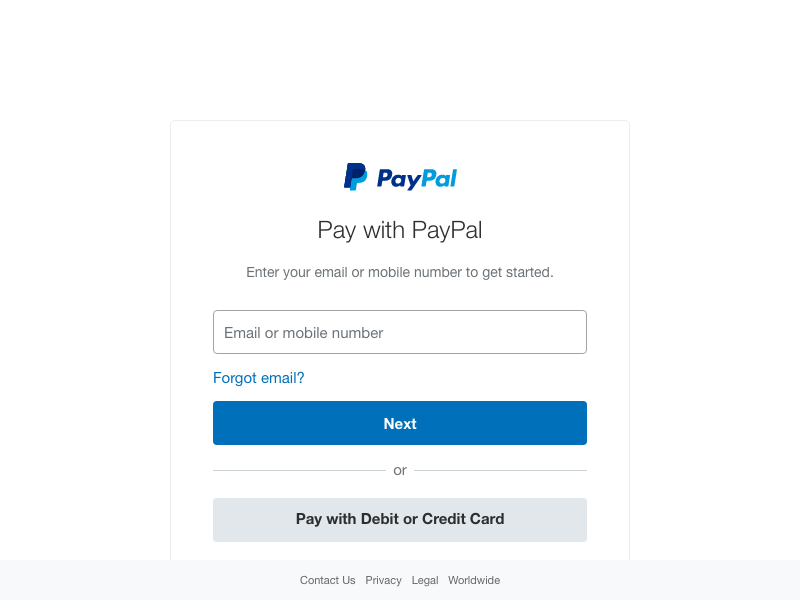 PayPal
Pay with PayPal
Enter your email or mobile number to get started.
Email or mobile number
Forgot email?
Next
or
Pay with Debit or Credit Card
Contact Us Privacy Legal Worldwide